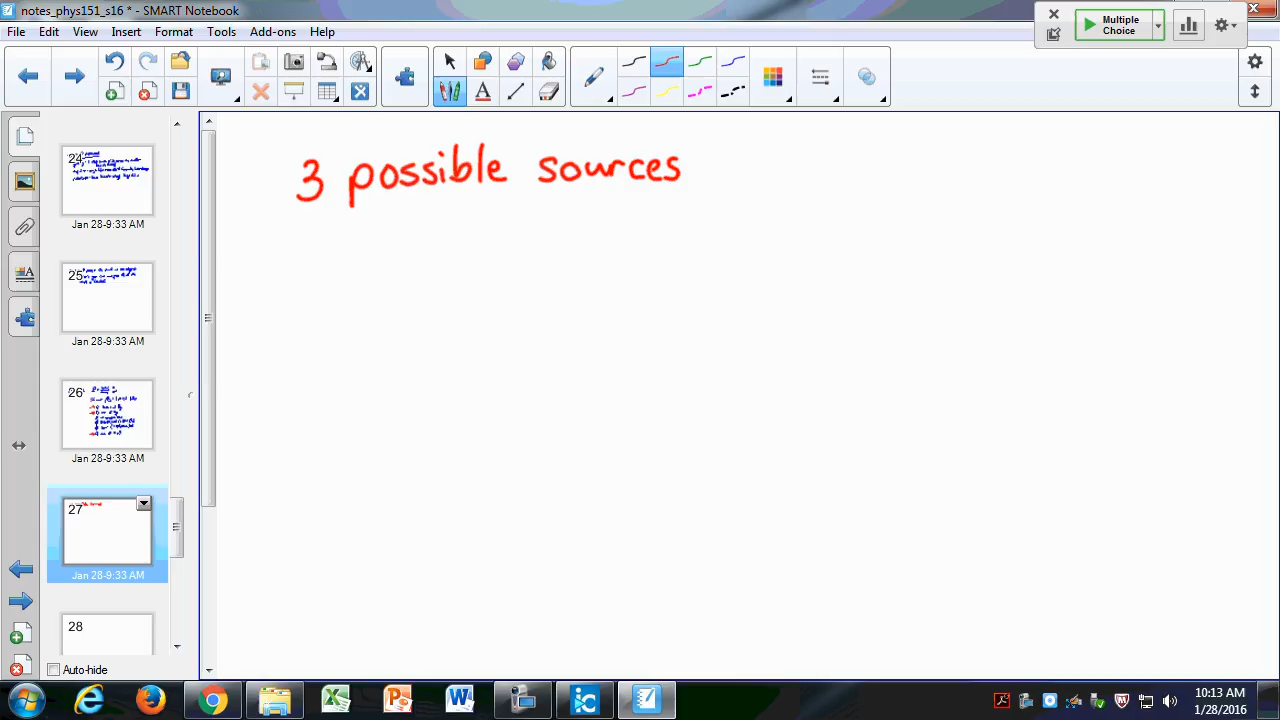 notes_phys151_s16 * - SMART Notebook
Multiple Choice
File Edit View Insert Format Tools Add-ons Help
24
Jan 28-9:33 AM
25
Jan 28-9:33 AM
26
Jan 28-9:33 AM
27
Jan 28-9:33 AM
28
Auto-hide
3 possible sources
10:13 AM
1/28/2016